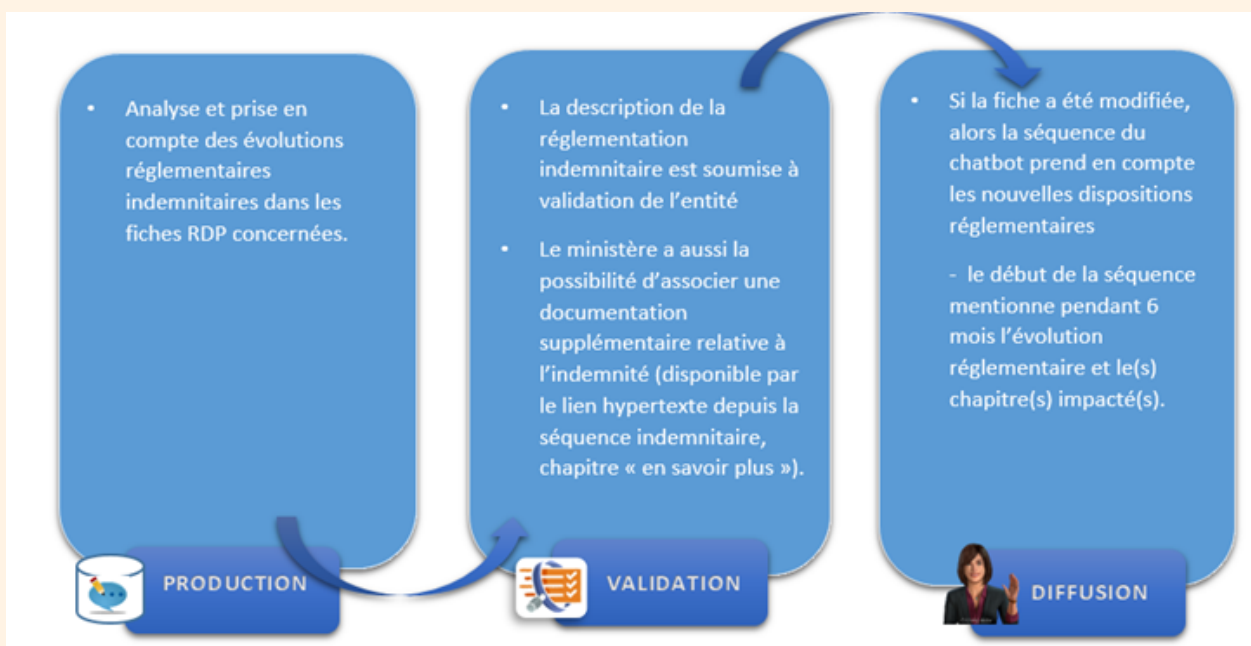 • Analyse et prise en
compte des évolutions
réglementaires
indemnitaires dans les
fiches RDP concernées.
PRODUCTION
• La description de la
réglementation
indemnitaire est soumise à
validation de l’entité
• Le ministère a aussi la
possibilité d’associer une
documentation
supplémentaire relative à
l’indemnité (disponible par
le lien hypertexte depuis la
séquence indemnitaire,
chapitre « en savoir plus »).
VALIDATION
• Si la fiche a été modifiée,
alors la séquence du
chatbot prend en compte
les nouvelles dispositions
réglementaires
- le début de la séquence
mentionne pendant 6
mois l’évolution
réglementaire et le(s)
chapitre(s) impacté(s).
DIFFUSION